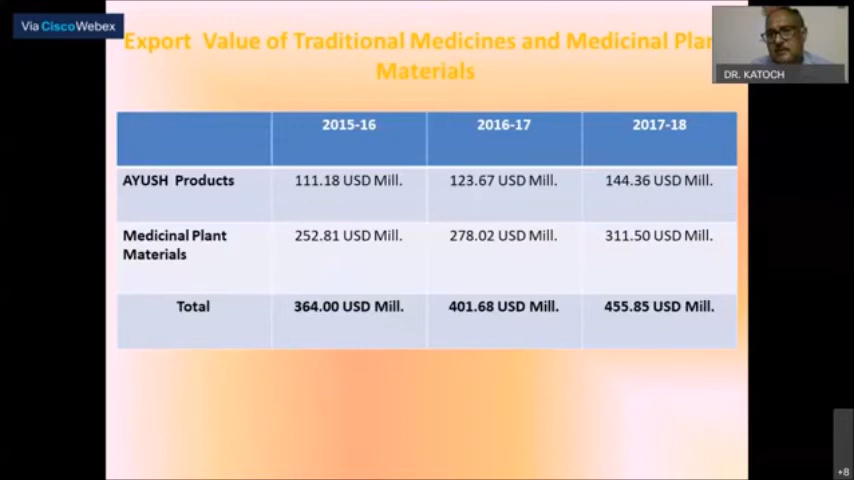 Via Cisco Webex
Export Value of Traditional Medicines and Medicinal Plan
Materials
DR. KATOCH
2015-16 2016-17 2017-18
AYUSH Products 111.18 USD Mill. 123.67 USD Mill. 144.36 USD Mill.
Medicinal Plant 252.81 USD Mill. 278.02 USD Mill. 311.50 USD Mill.
Materials
Total 364.00 USD Mill. 401.68 USD Mill. 455.85 USD Mill.
+8